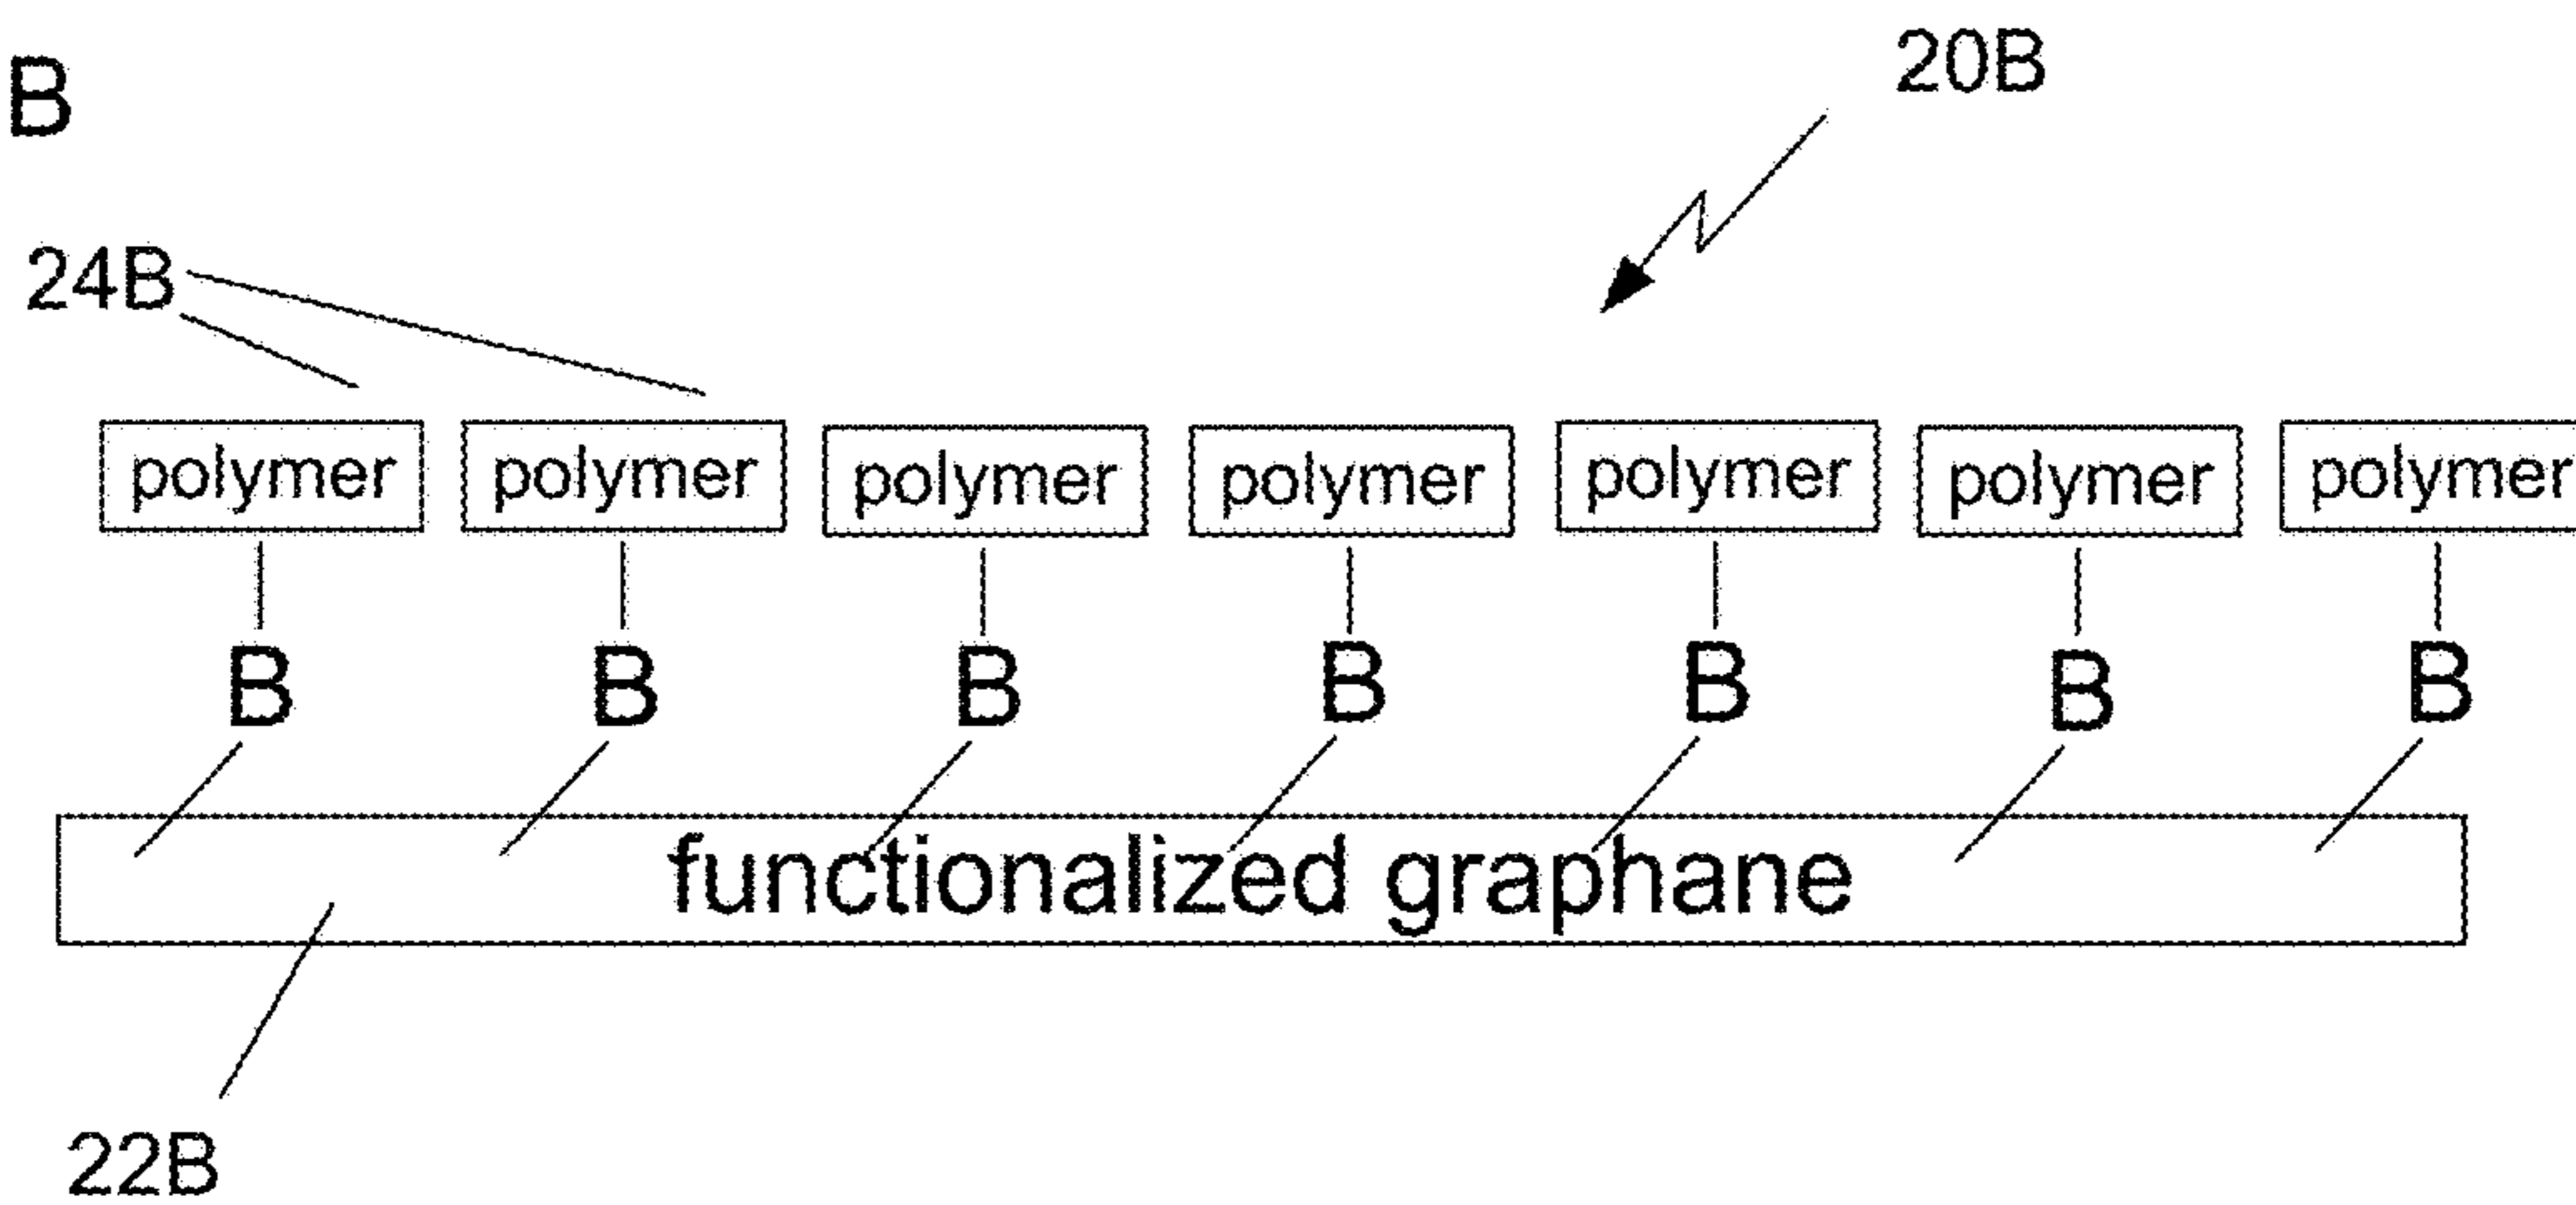 B
20B
24B
polymer polymer polymer polymer polymer polymer polymer
B B B B B B B
functionalized graphane
22B